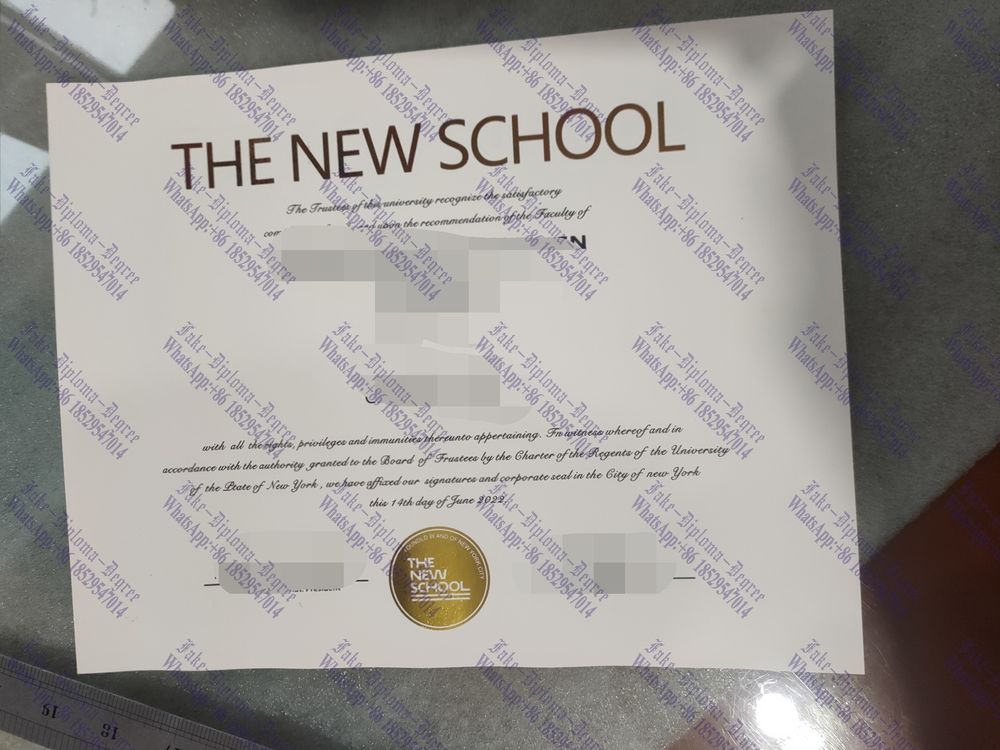 THE NEW SCHOOL
The Trustees of this university recognize the satisfactory
upon the recommendation of the Faculty of
N
with all the rights, privileges and immunities thereunto appertaining. In witness whereof and in
accordance with the authority granted to the Board of Trustees by the Charter of the Regents of the University
of the State of New York, we have affixed our signatures and corporate seal in the City of new York
this 14th day of June 2022.
THE
NEW
SCHOOL
Fake-Diploma-Degree
WhatsApp:+86 18529547014
19
18